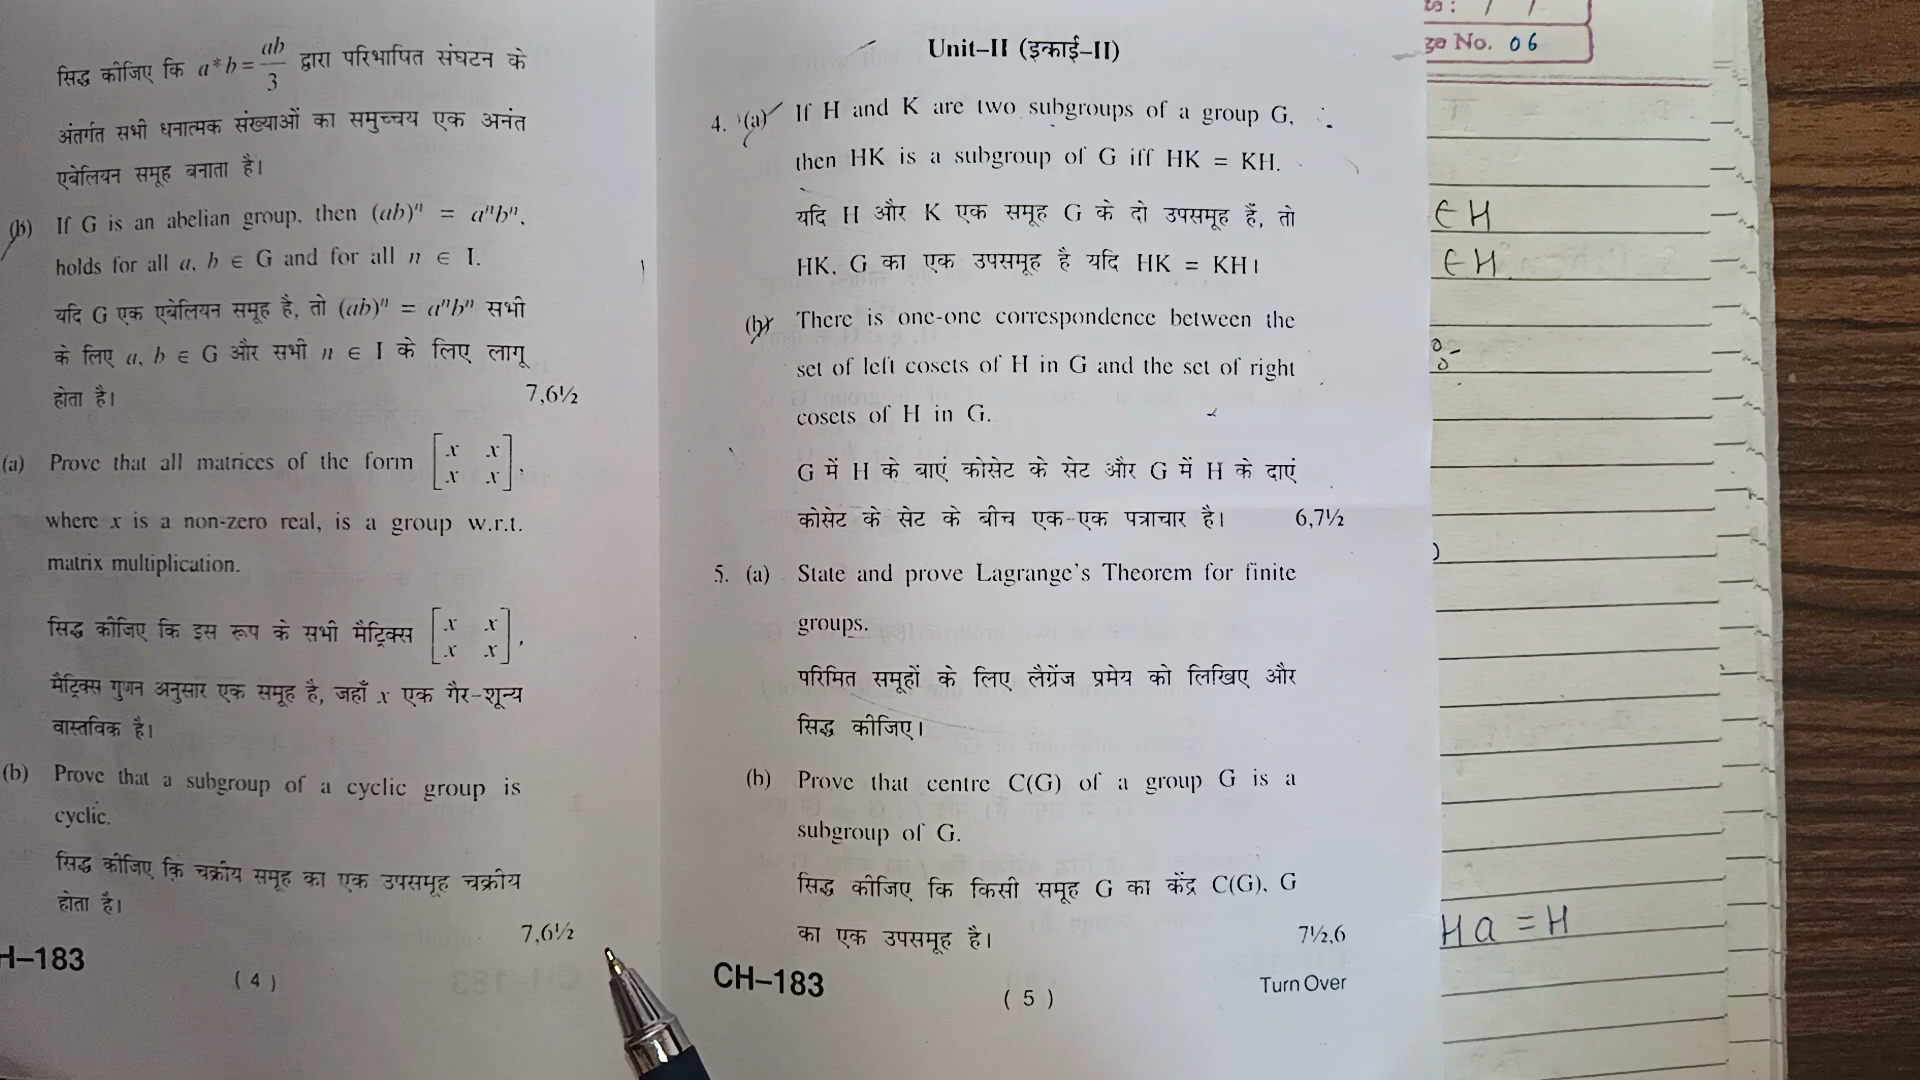 सिद्ध कीजिए कि a*b = ab/3 द्वारा परिभाषित संघटन के
अंतर्गत सभी धनात्मक संख्याओं का समुच्चय एक अनंत
एबेलियन समूह बनाता है।
(b) If G is an abelian group, then (ab)ⁿ = aⁿbⁿ,
holds for all a, b ∈ G and for all n ∈ I.
यदि G एक एबेलियन समूह है, तो (ab)ⁿ = aⁿbⁿ सभी
के लिए a, b ∈ G और सभी n ∈ I के लिए लागू
होता है। 7,6½
(a) Prove that all matrices of the form [x x; x x],
where x is a non-zero real, is a group w.r.t.
matrix multiplication.
सिद्ध कीजिए कि इस रूप के सभी मैट्रिक्स [x x; x x],
मैट्रिक्स गुणन अनुसार एक समूह है, जहाँ x एक गैर-शून्य
वास्तविक है।
(b) Prove that a subgroup of a cyclic group is
cyclic.
सिद्ध कीजिए कि चक्रीय समूह का एक उपसमूह चक्रीय
होता है।
7,6½
H–183
( 4 )
Unit–II (इकाई–II)
4. (a) If H and K are two subgroups of a group G,
then HK is a subgroup of G iff HK = KH.
यदि H और K एक समूह G के दो उपसमूह हैं, तो
HK, G का एक उपसमूह है यदि HK = KH।
(b) There is one-one correspondence between the
set of left cosets of H in G and the set of right
cosets of H in G.
G में H के बाएं कोसेट के सेट और G में H के दाएं
कोसेट के सेट के बीच एक-एक पत्राचार है। 6,7½
5. (a) State and prove Lagrange's Theorem for finite
groups.
परिमित समूहों के लिए लैग्रेंज प्रमेय को लिखिए और
सिद्ध कीजिए।
(b) Prove that centre C(G) of a group G is a
subgroup of G.
सिद्ध कीजिए कि किसी समूह G का केंद्र C(G), G
का एक उपसमूह है। 7½,6
CH–183
( 5 )
Turn Over
No. 06
∈ H
∈ H
Ha = H